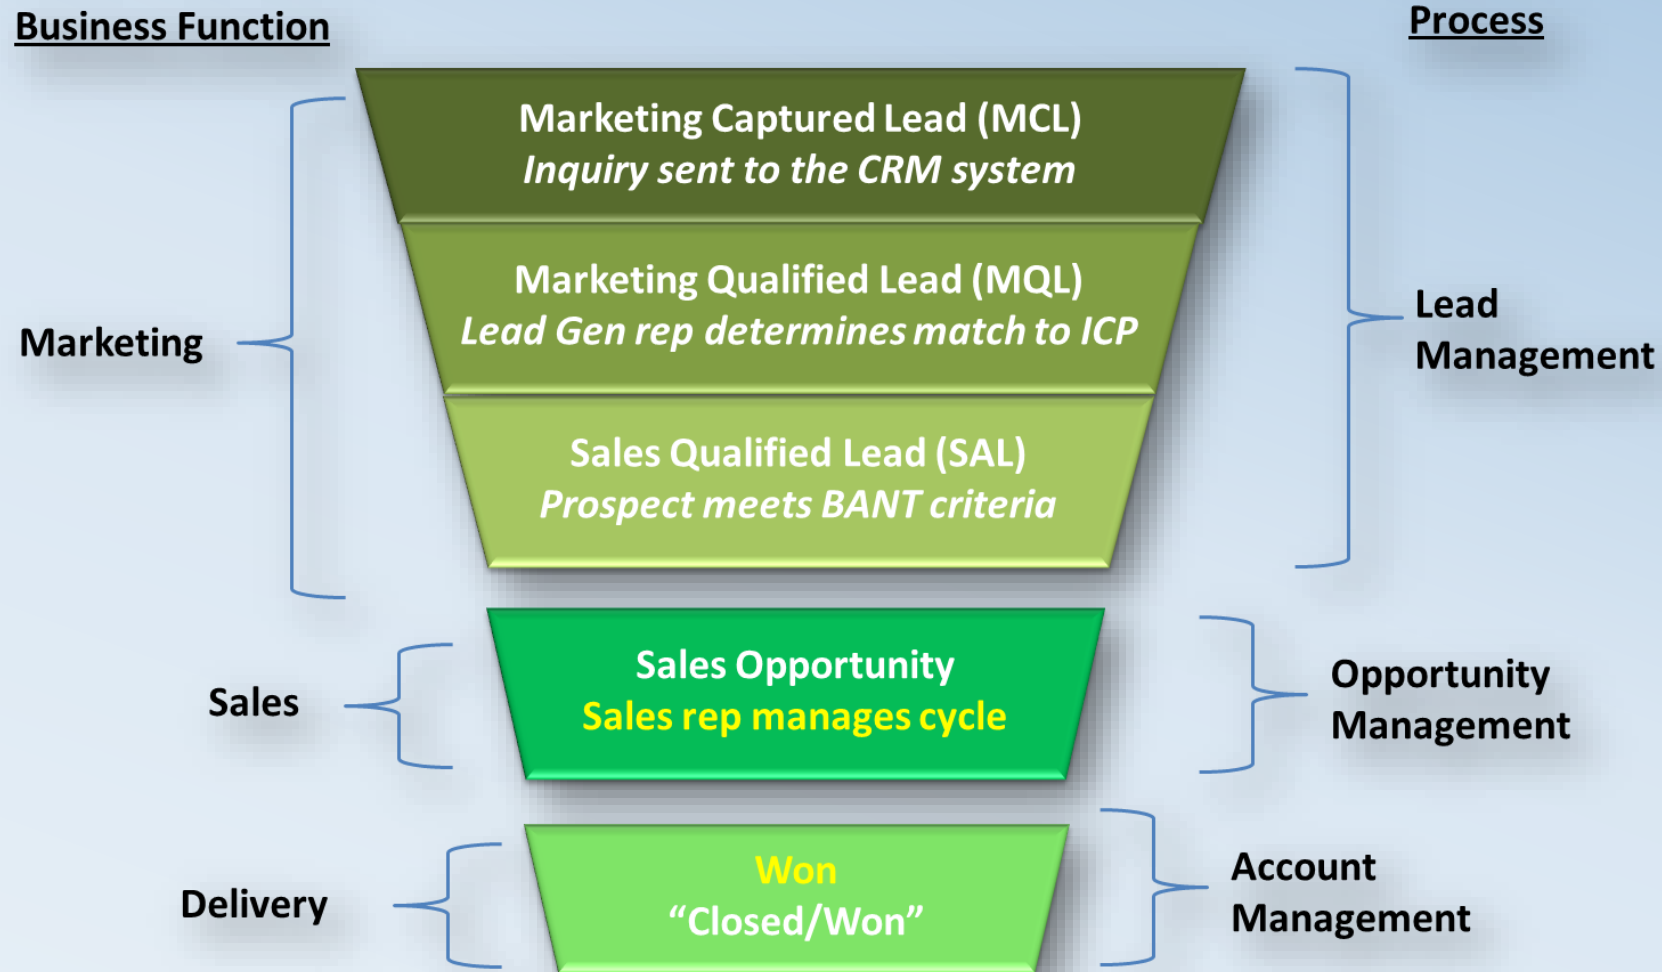 Business Function
Process
Marketing Captured Lead (MCL)
Inquiry sent to the CRM system
Marketing Qualified Lead (MQL)
Lead Gen rep determines match to ICP
Marketing
Lead
Management
Sales Qualified Lead (SAL)
Prospect meets BANT criteria
Sales
Sales Opportunity
Sales rep manages cycle
Opportunity
Management
Delivery
Won
“Closed/Won”
Account
Management